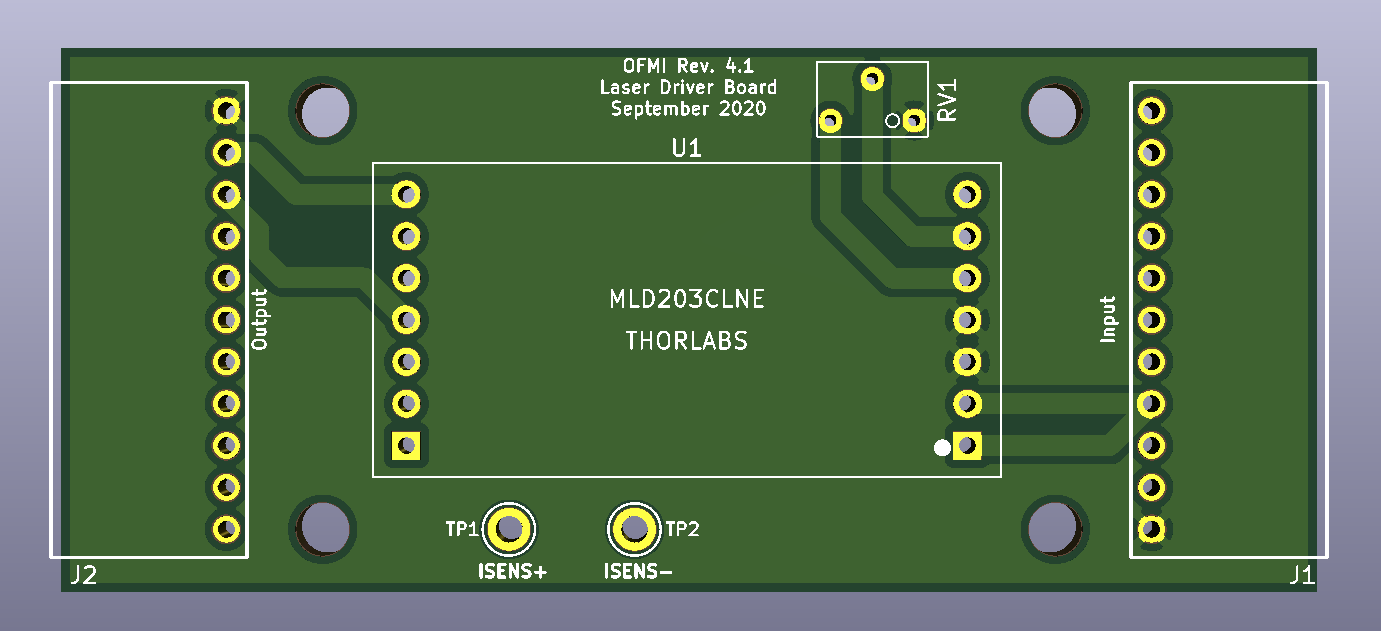 OFMI Rev. 4.1
Laser Driver Board
September 2020
RV1
U1
MLD203CLNE
THORLABS
Output
Input
TP1
TP2
ISENS+
ISENS-
J2
J1